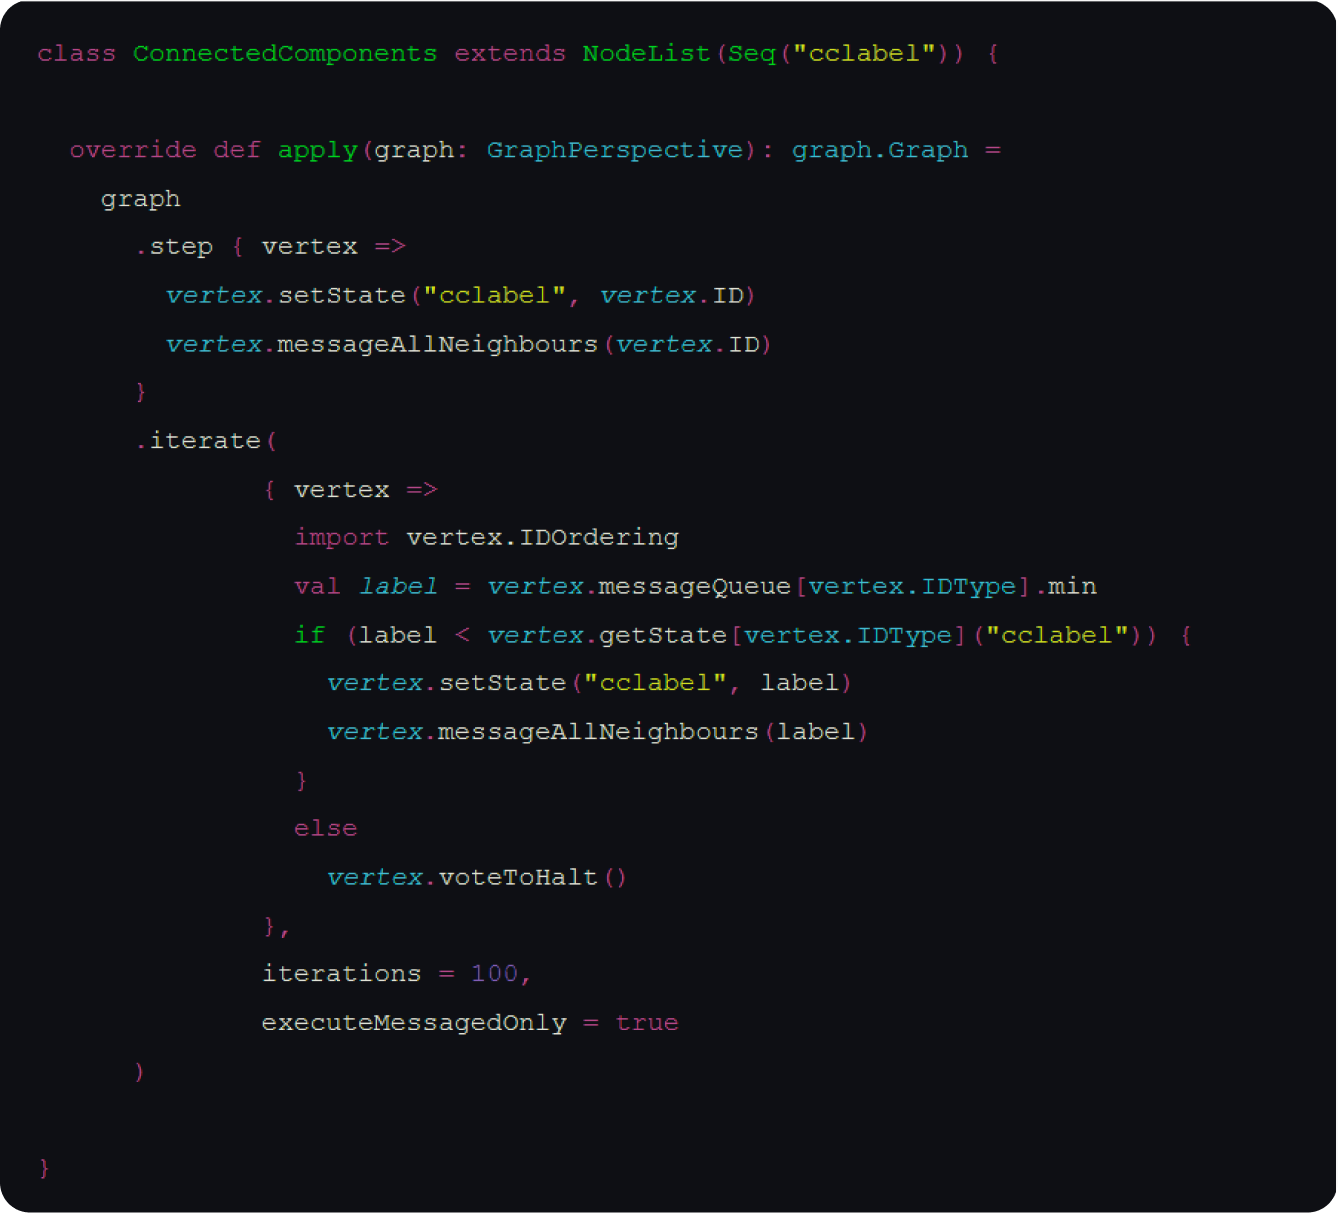 class ConnectedComponents extends NodeList(Seq("cclabel")) {
override def apply(graph: GraphPerspective): graph.Graph =
graph
.step { vertex =>
vertex.setState("cclabel", vertex.ID)
vertex.messageAllNeighbours(vertex.ID)
}
.iterate(
{ vertex =>
import vertex.IDOrdering
val label = vertex.messageQueue[vertex.IDType].min
if (label < vertex.getState[vertex.IDType]("cclabel")) {
vertex.setState("cclabel", label)
vertex.messageAllNeighbours(label)
}
else
vertex.voteToHalt()
},
iterations = 100,
executeMessagedOnly = true
)
}